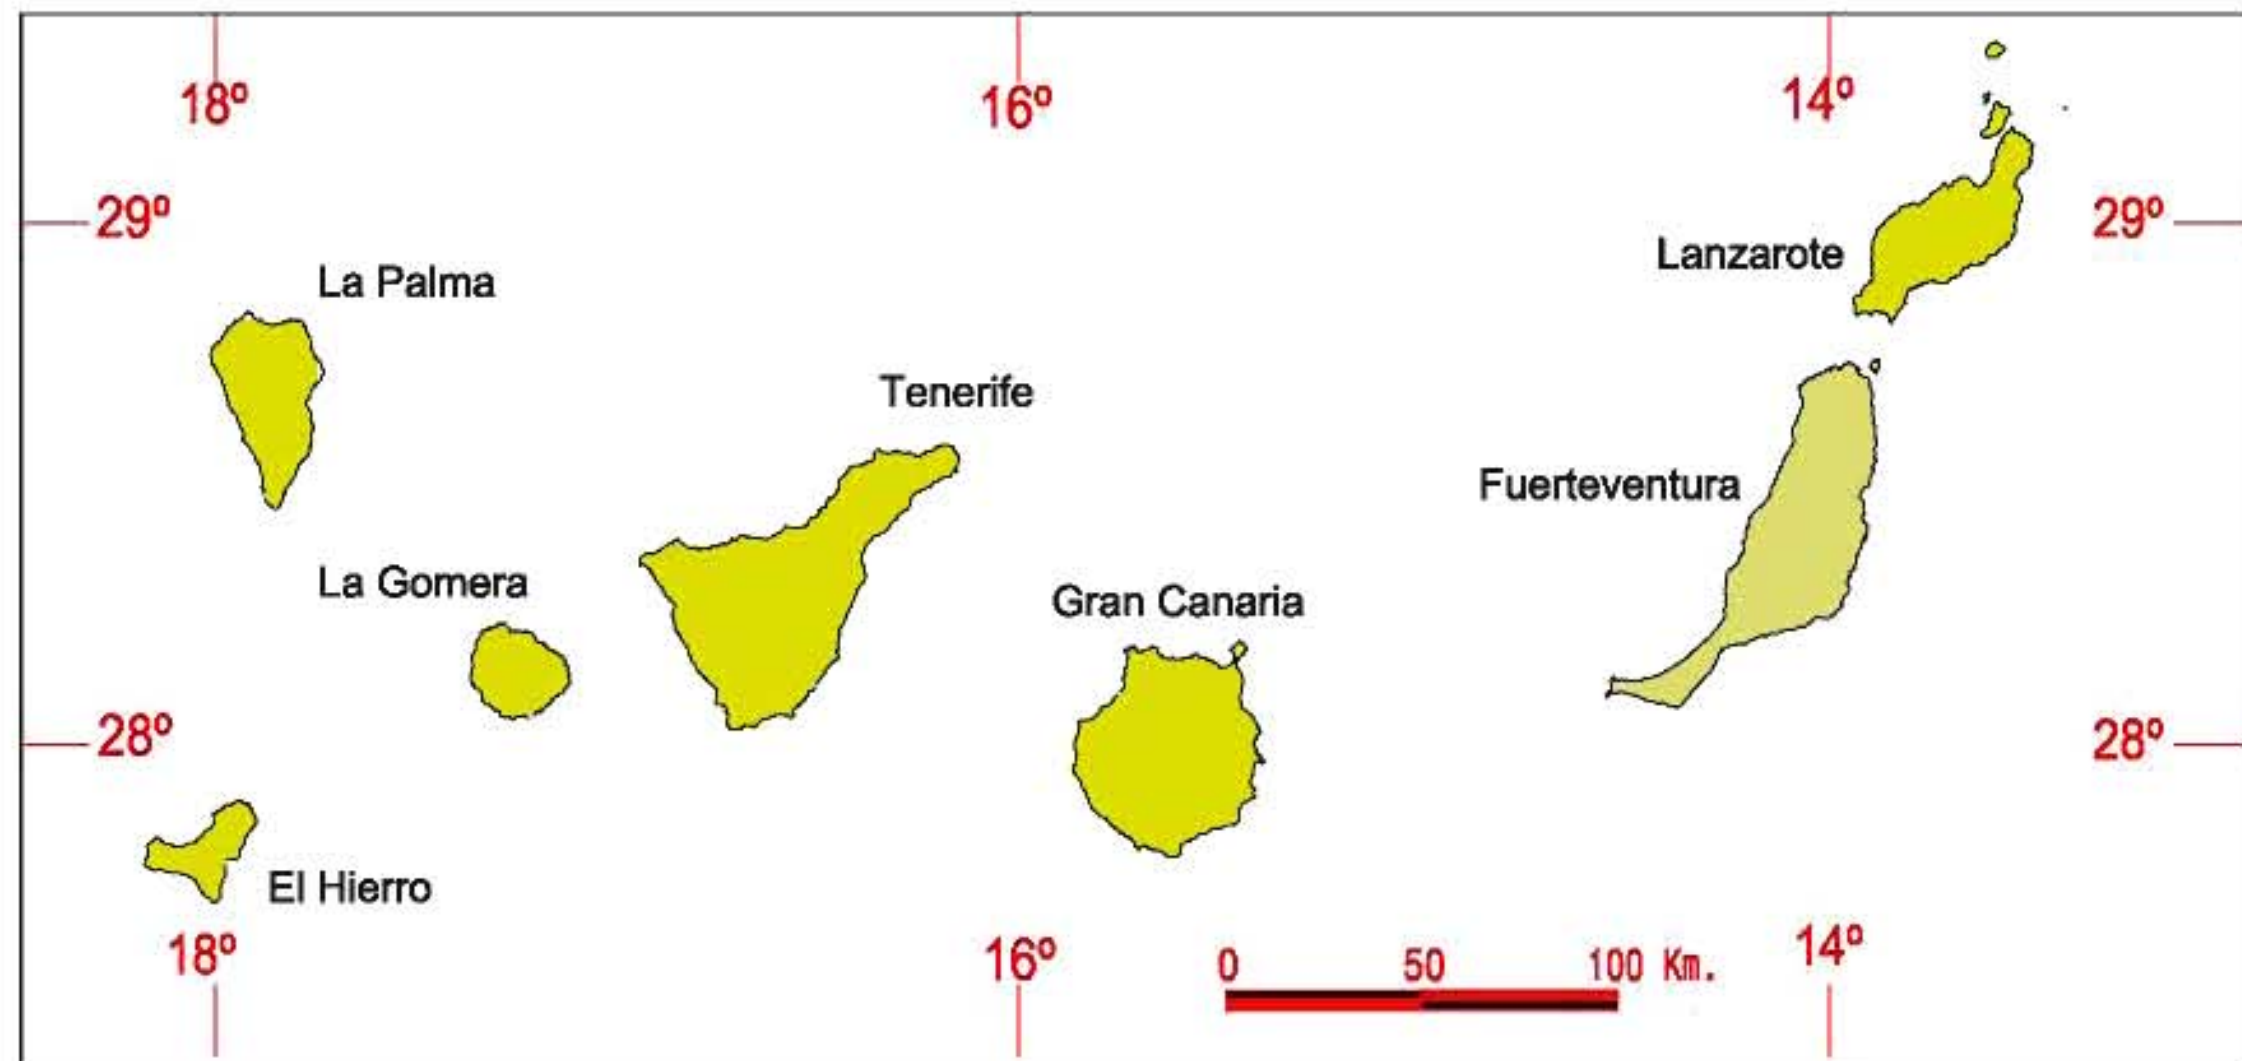 18º 16º 14º
29º 29º
Lanzarote
La Palma
Tenerife
Fuerteventura
La Gomera
Gran Canaria
28º 28º
El Hierro
18º 16º 14º
0 50 100 Km.